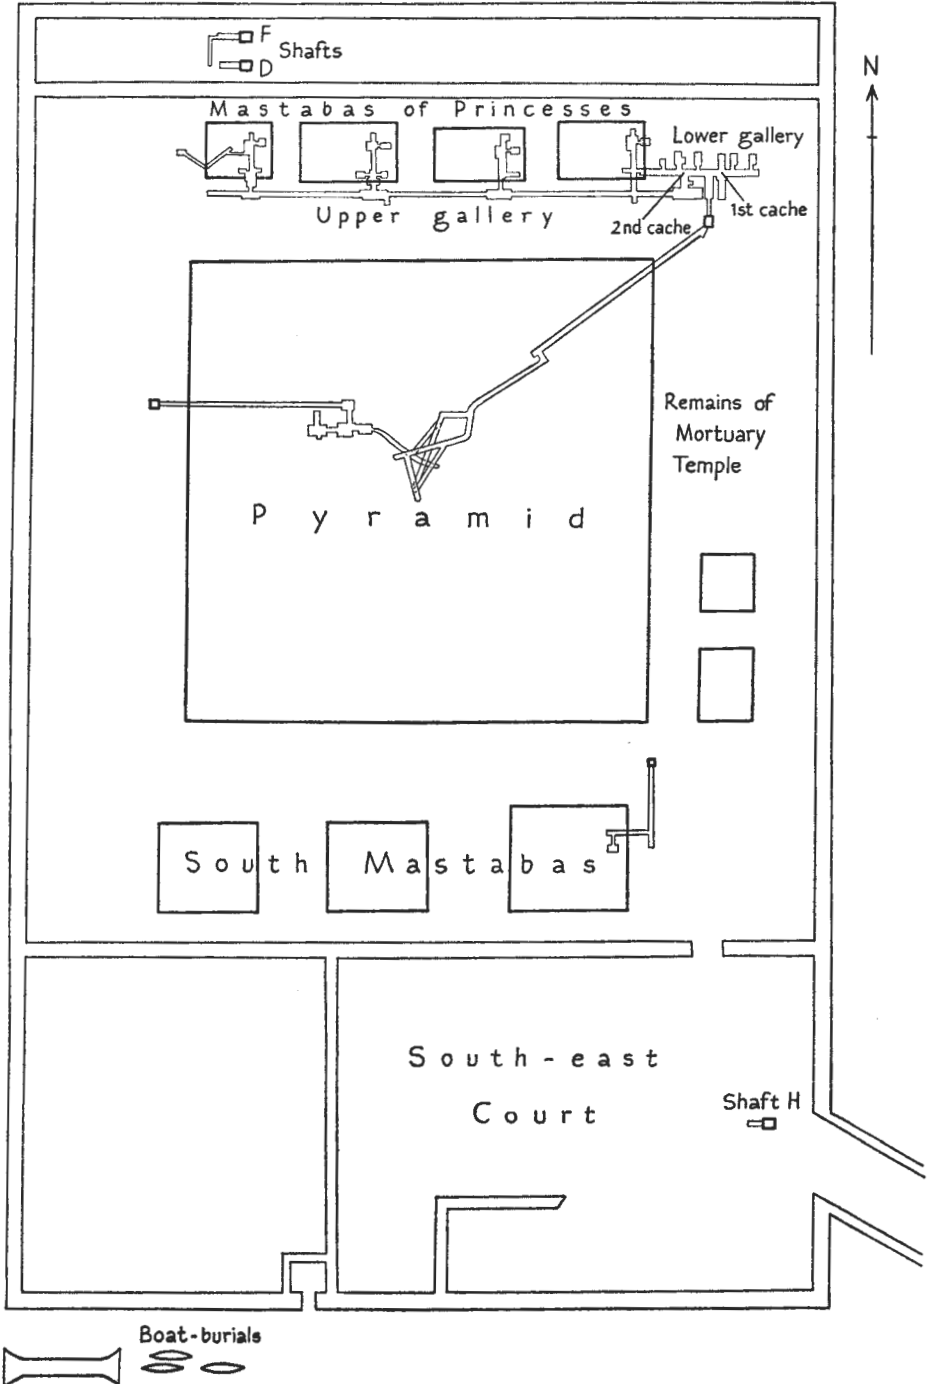 F
Shafts
D
N
Mastabas of Princesses
Lower gallery
Upper gallery
1st cache
2nd cache
Remains of
Mortuary
Temple
Pyramid
South Mastabas
South-east
Court
Shaft H
Boat-burials